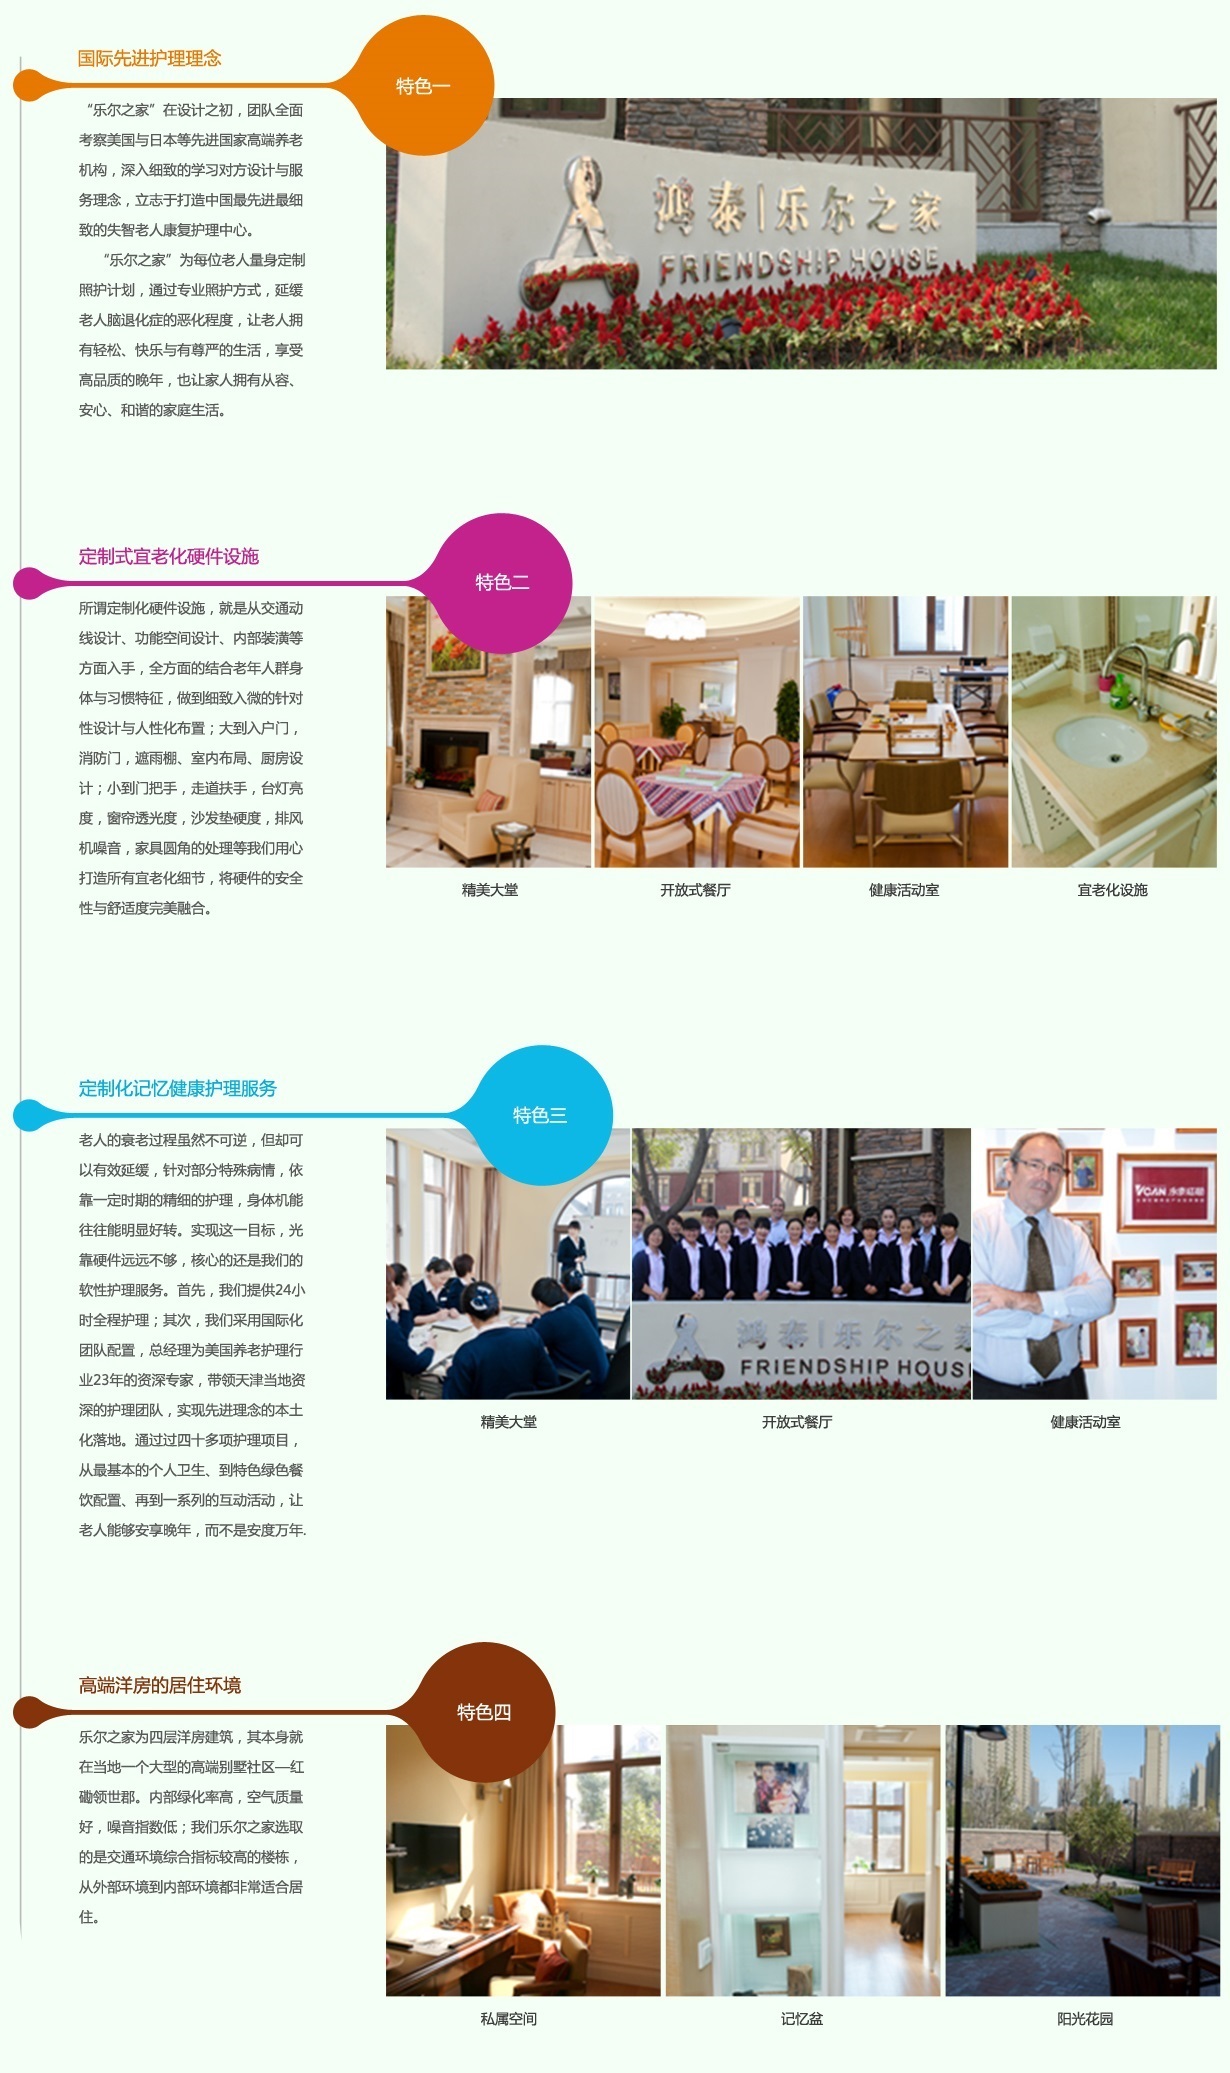 国际先进护理理念
特色一
“乐尔之家”在设计之初，团队全面
考察美国与日本等先进国家高端养老
机构，深入细致的学习对方设计与服
务理念，立志于打造中国最先进最细
致的失智老人康复护理中心。
“乐尔之家”为每位老人量身定制
照护计划，通过专业照护方式，延缓
老人脑退化症的恶化程度，让老人拥
有轻松、快乐与有尊严的生活，享受
高品质的晚年，也让家人拥有从容、
安心、和谐的家庭生活。
鸿泰|乐尔之家
FRIENDSHIP HOUSE
定制式宜老化硬件设施
特色二
所谓定制化硬件设施，就是从交通动
线设计、功能空间设计、内部装潢等
方面入手，全方面的结合老年人群身
体与习惯特征，做到细致入微的针对
性设计与人性化布置；大到入户门，
消防门，遮雨棚、室内布局、厨房设
计；小到门把手，走道扶手，台灯亮
度，窗帘透光度，沙发垫硬度，排风
机噪音，家具圆角的处理等我们用心
打造所有宜老化细节，将硬件的安全
性与舒适度完美融合。
精美大堂
开放式餐厅
健康活动室
宜老化设施
定制化记忆健康护理服务
特色三
老人的衰老过程虽然不可逆，但却可
以有效延缓，针对部分特殊病情，依
靠一定时期的精细的护理，身体机能
往往能明显好转。实现这一目标，光
靠硬件远远不够，核心的还是我们的
软性护理服务。首先，我们提供24小
时全程护理；其次，我们采用国际化
团队配置，总经理为美国养老护理行
业23年的资深专家，带领天津当地资
深的护理团队，实现先进理念的本土
化落地。通过过四十多项护理项目，
从最基本的个人卫生、到特色绿色餐
饮配置、再到一系列的互动活动，让
老人能够安享晚年，而不是安度万年.
鸿泰|乐尔之家
FRIENDSHIP HOUS
VCAN
精美大堂
开放式餐厅
健康活动室
高端洋房的居住环境
特色四
乐尔之家为四层洋房建筑，其本身就
在当地一个大型的高端别墅社区—红
磡领世郡。内部绿化率高，空气质量
好，噪音指数低；我们乐尔之家选取
的是交通环境综合指标较高的楼栋，
从外部环境到内部环境都非常适合居
住。
私属空间
记忆盆
阳光花园